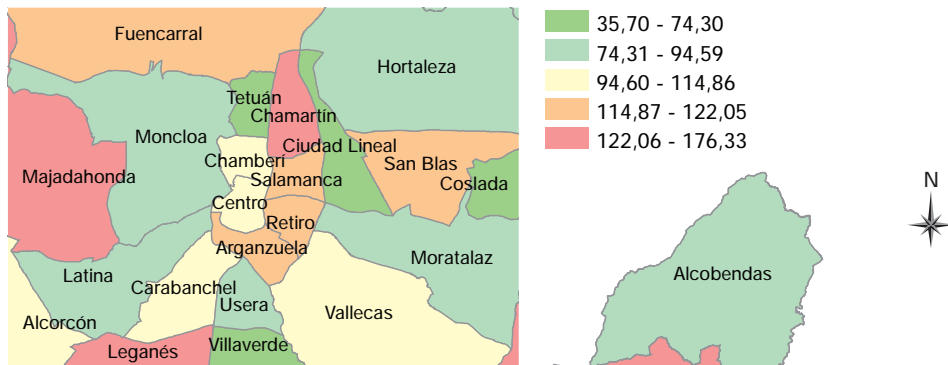 Fuencarral
Hortaleza
Tetuán
Chamartín
Moncloa
Ciudad Lineal
Chamberí
San Blas
Majadahonda
Salamanca
Coslada
Centro
Retiro
Arganzuela
Moratalaz
Latina
Carabanchel
Usera
Vallecas
Alcorcón
Leganés
Villaverde
35,70 - 74,30
74,31 - 94,59
94,60 - 114,86
114,87 - 122,05
122,06 - 176,33
N
Alcobendas